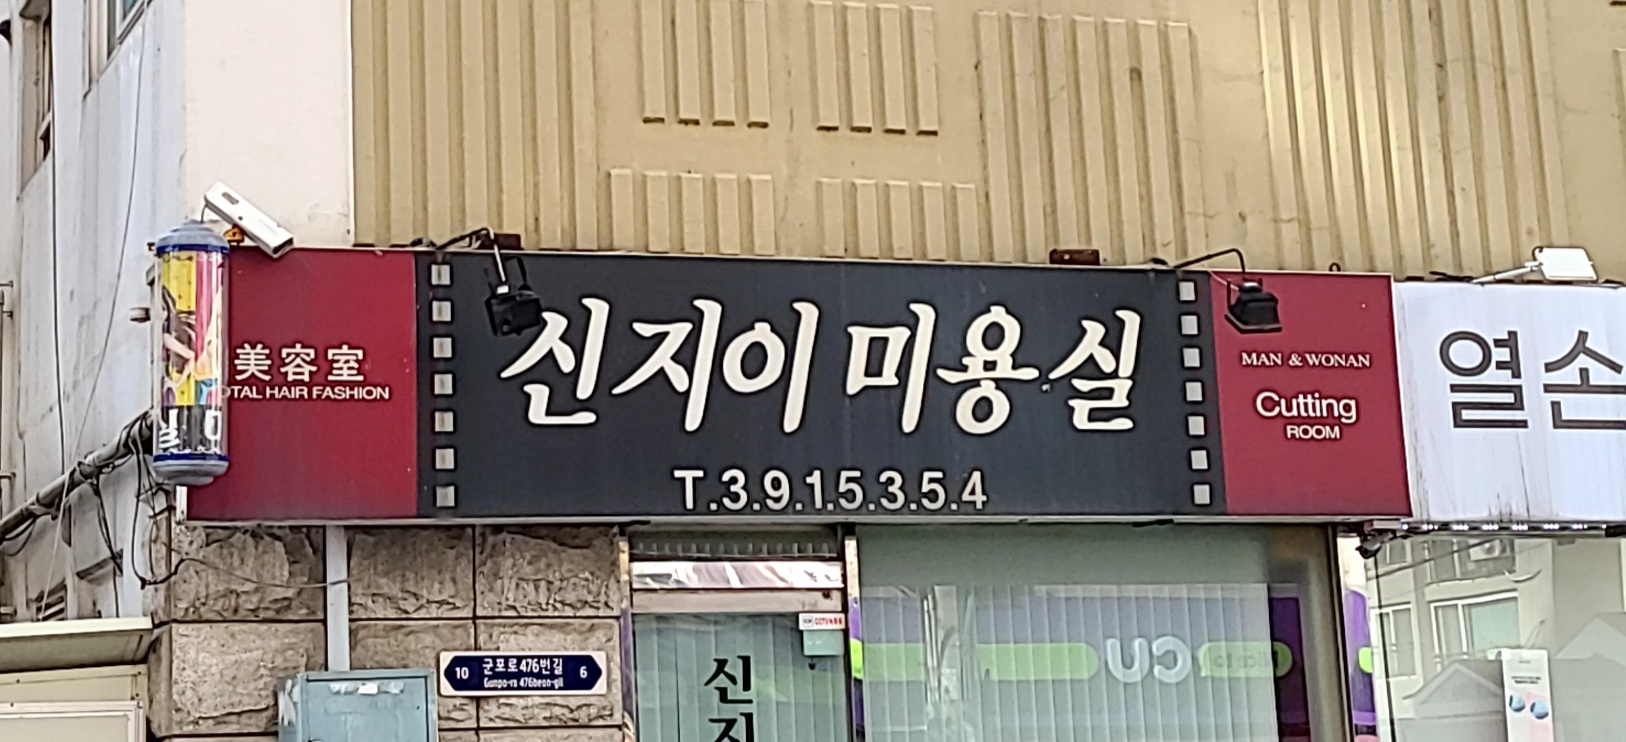 美容室
OTAL HAIR FASHION
신지이 미용실
T.3.9.1.5.3.5.4
MAN & WONAN
Cutting
ROOM
열손
10 군포로476번길 6
Gunpo-ro 476beon-gil
신지
CU